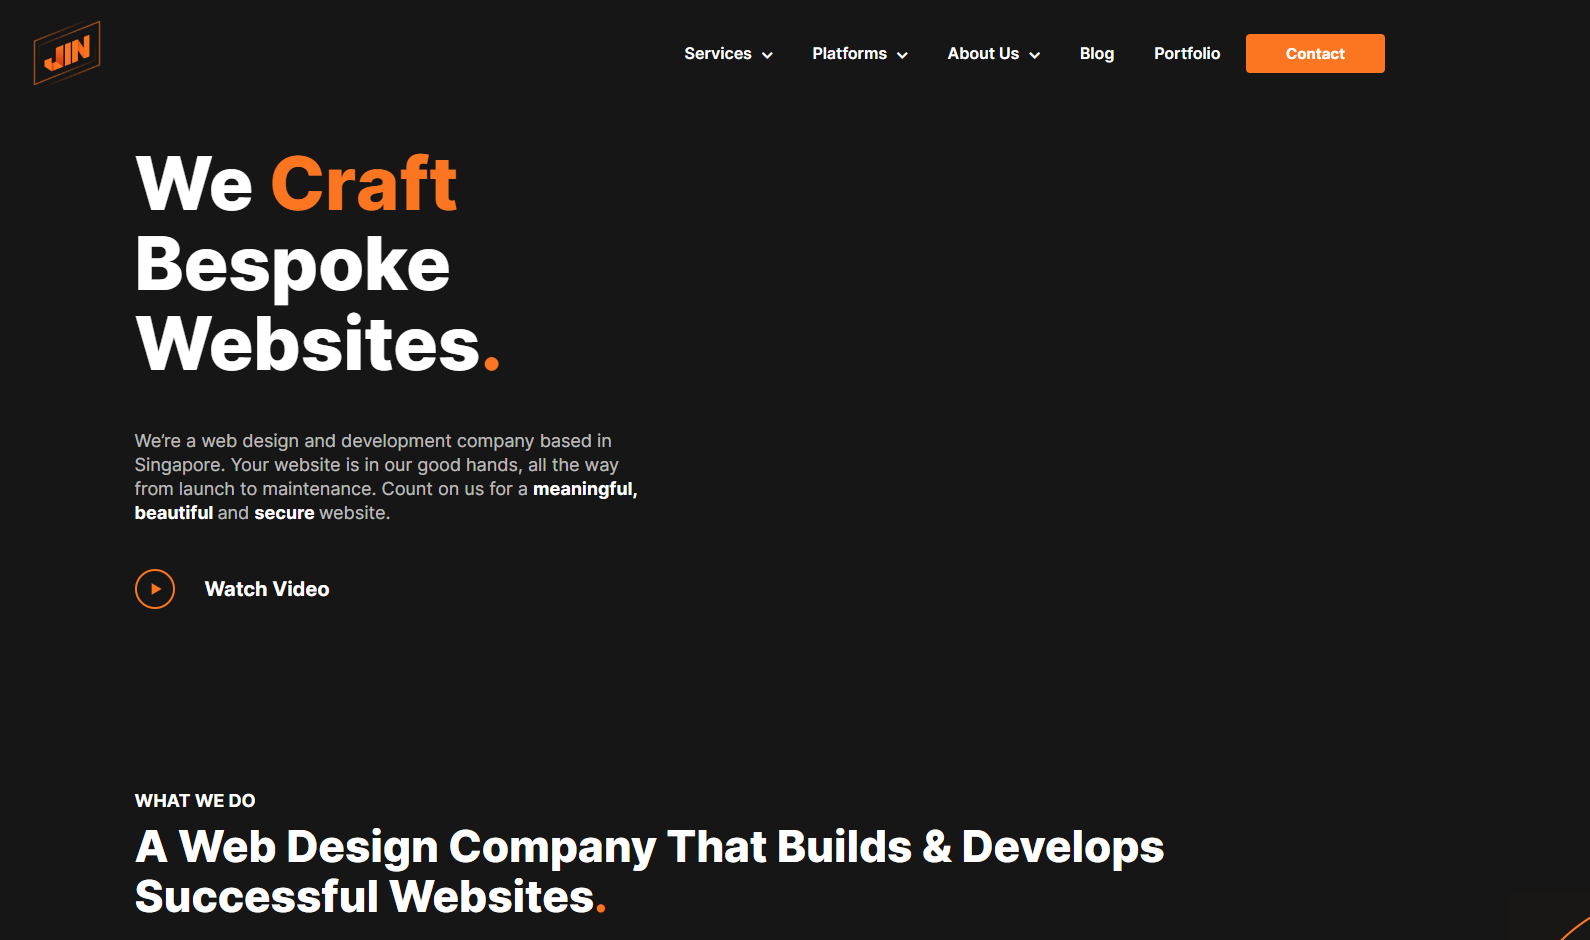 JIN
Services
Platforms
About Us
Blog
Portfolio
Contact
We Craft
Bespoke
Websites.
We’re a web design and development company based in
Singapore. Your website is in our good hands, all the way
from launch to maintenance. Count on us for a meaningful,
beautiful and secure website.
Watch Video
WHAT WE DO
A Web Design Company That Builds & Develops
Successful Websites.